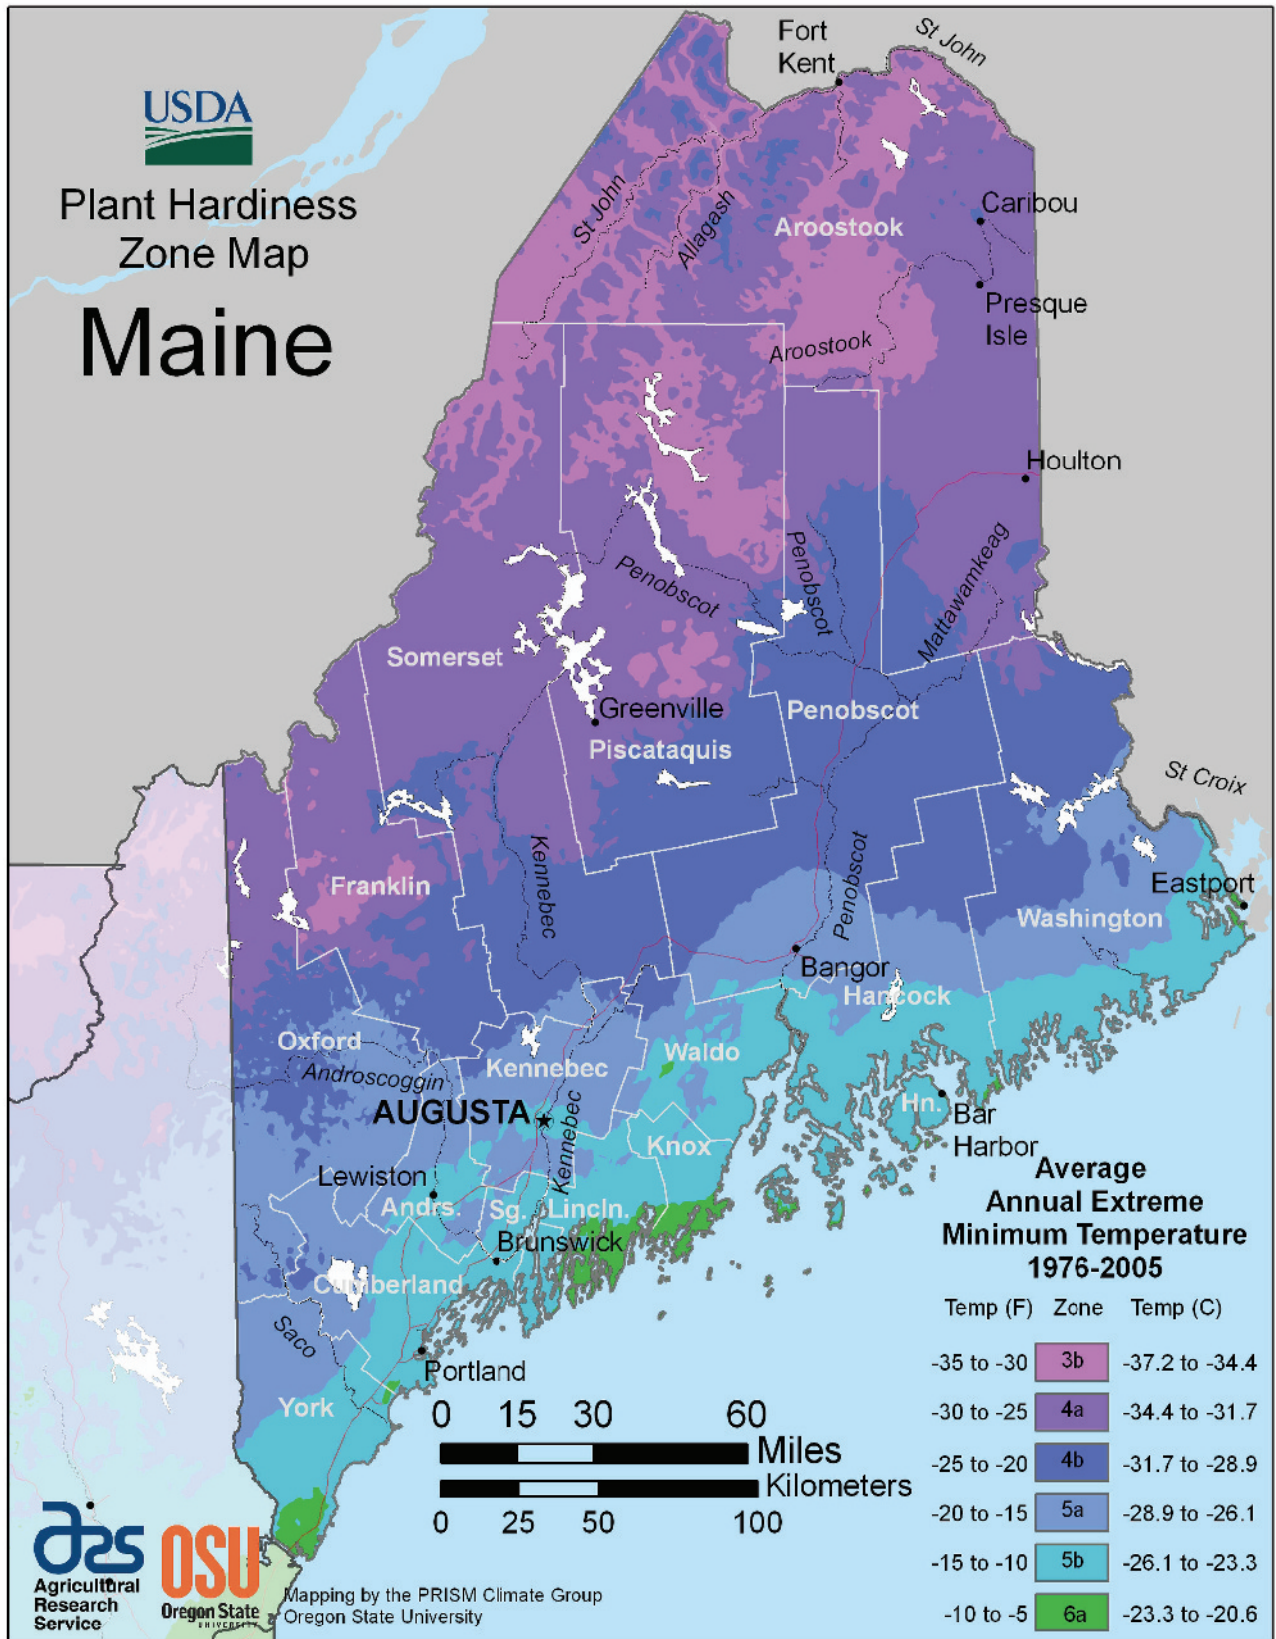 USDA
Plant Hardiness
Zone Map
Maine
Fort
Kent
St John
St John
Allagash
Aroostook
Caribou
Presque
Isle
Aroostook
Houlton
Penobscot
Penobscot
Mattawamkeag
Somerset
Greenville
Penobscot
Piscataquis
St Croix
Kennebec
Penobscot
Franklin
Eastport
Washington
Bangor
Hancock
Oxford
Androscoggin
Kennebec
Waldo
AUGUSTA
Kennebec
Hn.
Bar
Harbor
Knox
Lewiston
Andrs.
Sg.
Lincln.
Brunswick
Cumberland
Saco
Portland
York
Average
Annual Extreme
Minimum Temperature
1976-2005
Temp (F) Zone Temp (C)
-35 to -30 3b -37.2 to -34.4
-30 to -25 4a -34.4 to -31.7
-25 to -20 4b -31.7 to -28.9
-20 to -15 5a -28.9 to -26.1
-15 to -10 5b -26.1 to -23.3
-10 to -5 6a -23.3 to -20.6
0 15 30 60
Miles
Kilometers
0 25 50 100
ars
Agricultural
Research
Service
OSU
Oregon State
UNIVERSITY
Mapping by the PRISM Climate Group
Oregon State University